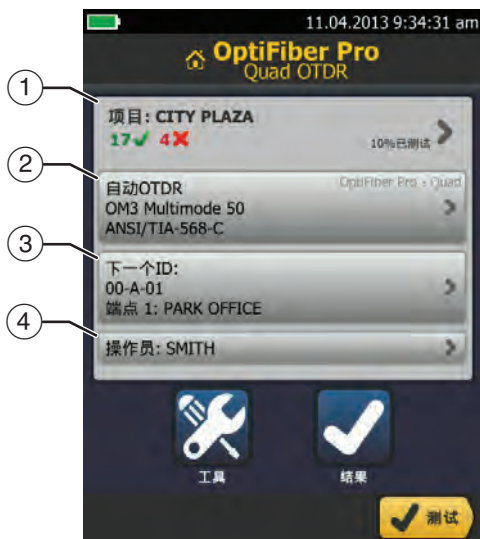 11.04.2013 9:34:31 am
OptiFiber Pro
Quad OTDR
1
项目: CITY PLAZA
17 4
10%已测试
2
自动OTDR
OptiFiber Pro - Quad
OM3 Multimode 50
ANSI/TIA-568-C
3
下一个ID:
00-A-01
端点 1: PARK OFFICE
4
操作员: SMITH
工具
结果
测试